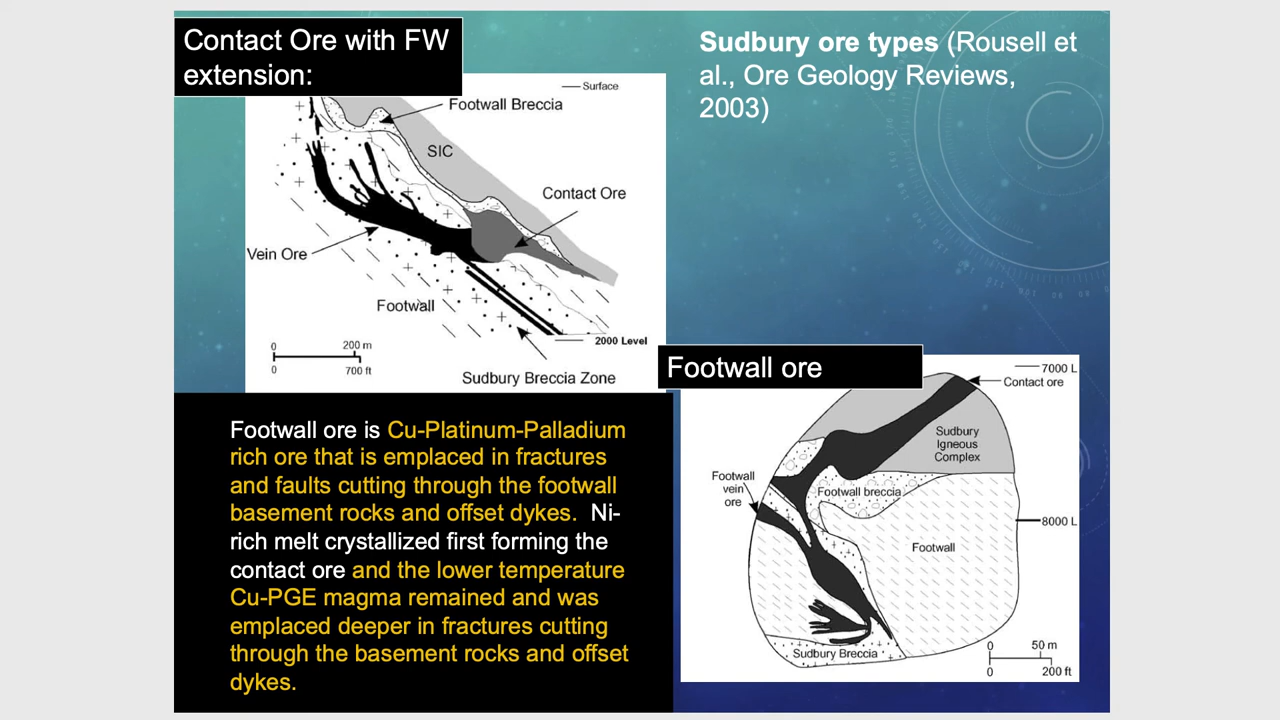 Contact Ore with FW
extension:
Sudbury ore types (Rousell et
al., Ore Geology Reviews,
2003)
Surface
Footwall Breccia
SIC
Contact Ore
Vein Ore
Footwall
2000 Level
0 200 m
0 700 ft
Sudbury Breccia Zone
Footwall ore
7000 L
Contact ore
Sudbury
Igneous
Complex
Footwall
vein
ore
Footwall breccia
8000 L
Footwall
Sudbury Breccia
0 50 m
0 200 ft
Footwall ore is Cu-Platinum-Palladium
rich ore that is emplaced in fractures
and faults cutting through the footwall
basement rocks and offset dykes. Ni-
rich melt crystallized first forming the
contact ore and the lower temperature
Cu-PGE magma remained and was
emplaced deeper in fractures cutting
through the basement rocks and offset
dykes.